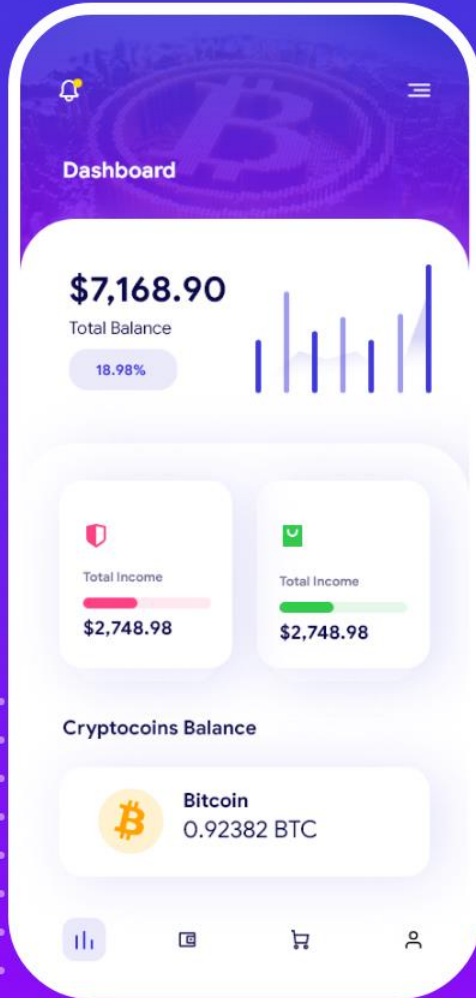 Dashboard
$7,168.90
Total Balance
18.98%
Total Income
$2,748.98
Total Income
$2,748.98
Cryptocoins Balance
Bitcoin
0.92382 BTC